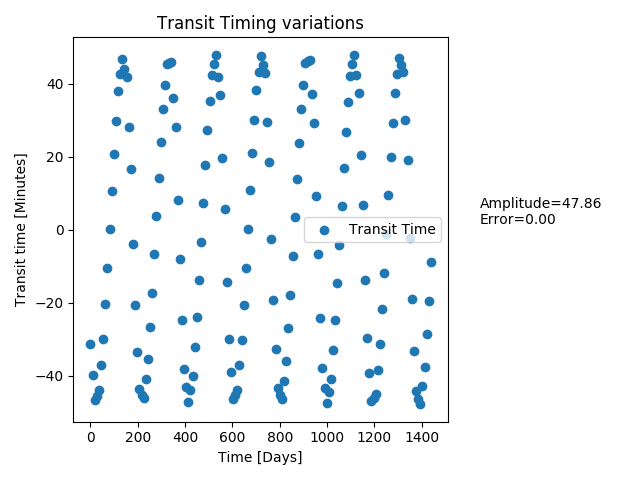 Transit Timing variations
Transit time [Minutes]
40
20
0
−20
−40
Transit Time
Amplitude=47.86
Error=0.00
0 200 400 600 800 1000 1200 1400
Time [Days]